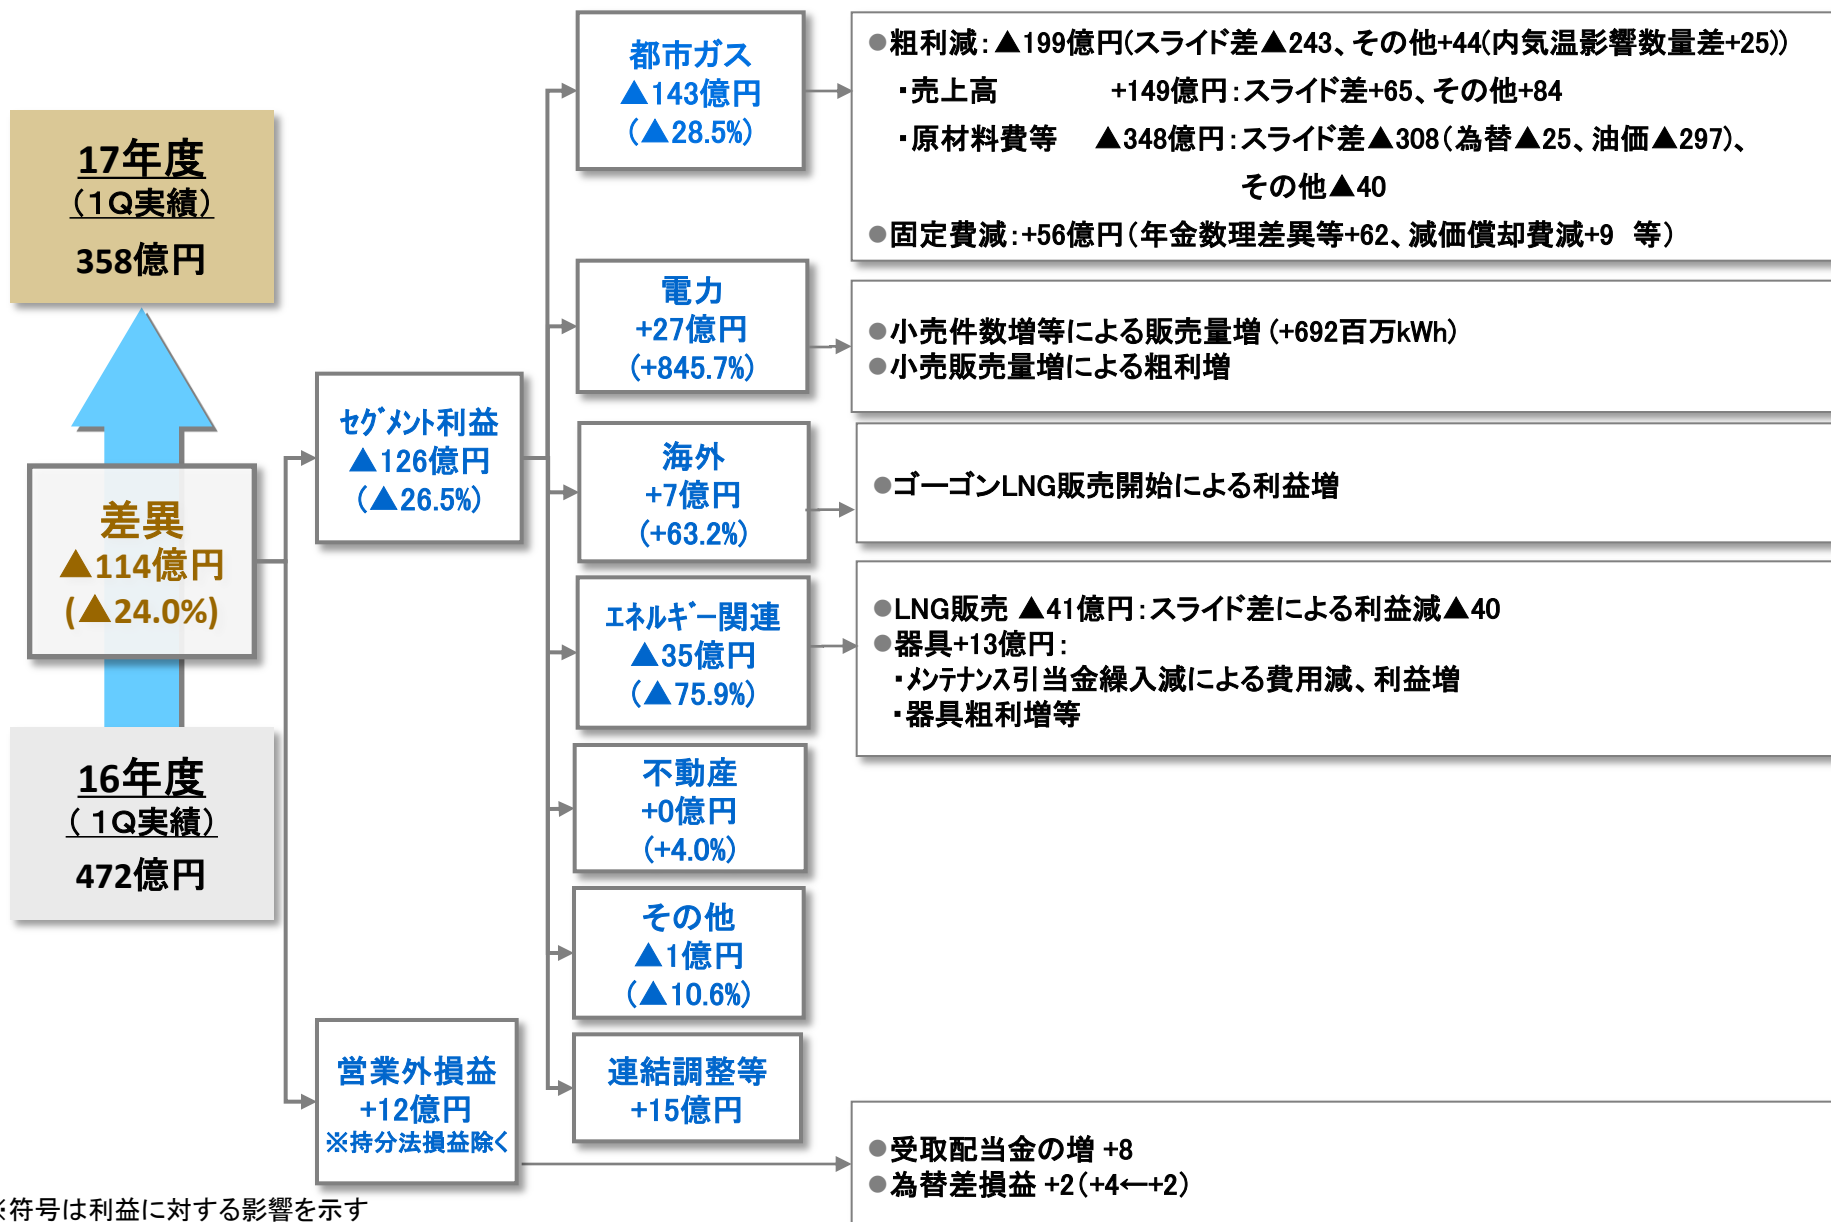 17年度
(1Q実績)
358億円
差異
▲114億円
(▲24.0%)
16年度
(1Q実績)
472億円
セグメント利益
▲126億円
(▲26.5%)
営業外損益
+12億円
※持分法損益除く
都市ガス
▲143億円
(▲28.5%)
電力
+27億円
(+845.7%)
海外
+7億円
(+63.2%)
エネルギー関連
▲35億円
(▲75.9%)
不動産
+0億円
(+4.0%)
その他
▲1億円
(▲10.6%)
連結調整等
+15億円
●粗利減：▲199億円(スライド差▲243、その他+44(内気温影響数量差+25))
・売上高 +149億円：スライド差+65、その他+84
・原材料費等 ▲348億円：スライド差▲308(為替▲25、油価▲297)、
その他▲40
●固定費減：+56億円(年金数理差異等+62、減価償却費減+9 等)
●小売件数増等による販売量増 (+692百万kWh)
●小売販売量増による粗利増
●ゴーゴンLNG販売開始による利益増
●LNG販売 ▲41億円：スライド差による利益減▲40
●器具+13億円：
・メンテナンス引当金繰入減による費用減、利益増
・器具粗利増等
●受取配当金の増 +8
●為替差損益 +2(+4←+2)
※符号は利益に対する影響を示す